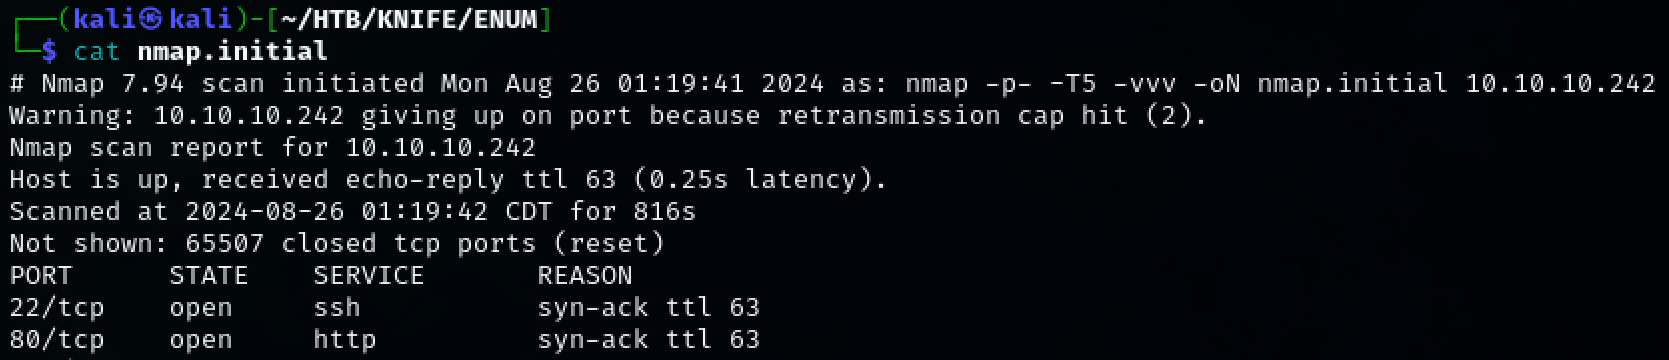 ┌──(kali㉿kali)-[~/HTB/KNIFE/ENUM]
└─$ cat nmap.initial
# Nmap 7.94 scan initiated Mon Aug 26 01:19:41 2024 as: nmap -p- -T5 -vvv -oN nmap.initial 10.10.10.242
Warning: 10.10.10.242 giving up on port because retransmission cap hit (2).
Nmap scan report for 10.10.10.242
Host is up, received echo-reply ttl 63 (0.25s latency).
Scanned at 2024-08-26 01:19:42 CDT for 816s
Not shown: 65507 closed tcp ports (reset)
PORT    STATE    SERVICE       REASON
22/tcp    open     ssh           syn-ack ttl 63
80/tcp    open     http          syn-ack ttl 63